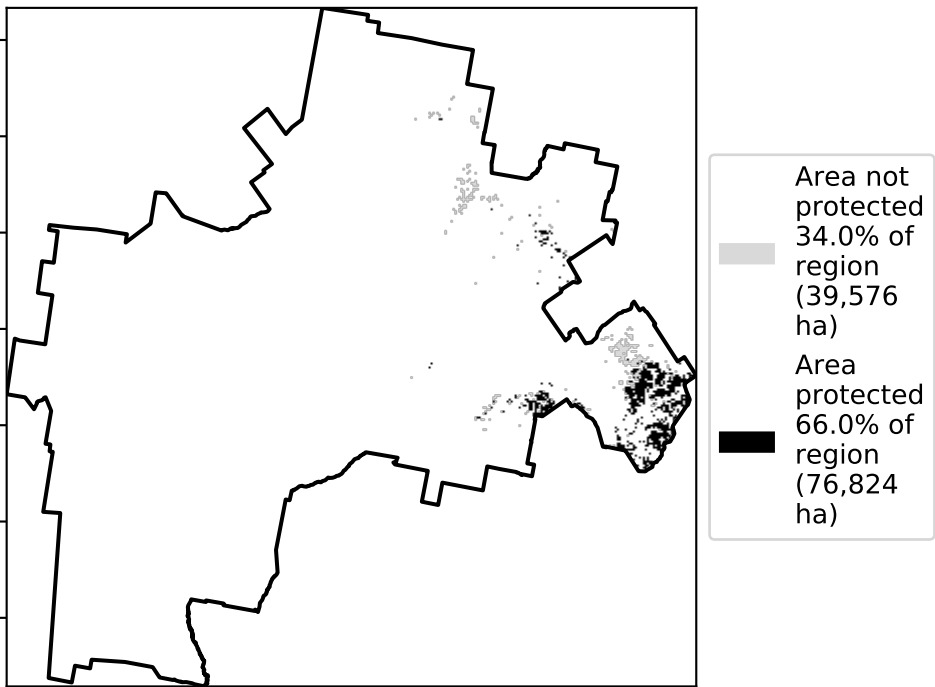 Area not
protected
34.0% of
region
(39,576
ha)
Area
protected
66.0% of
region
(76,824
ha)